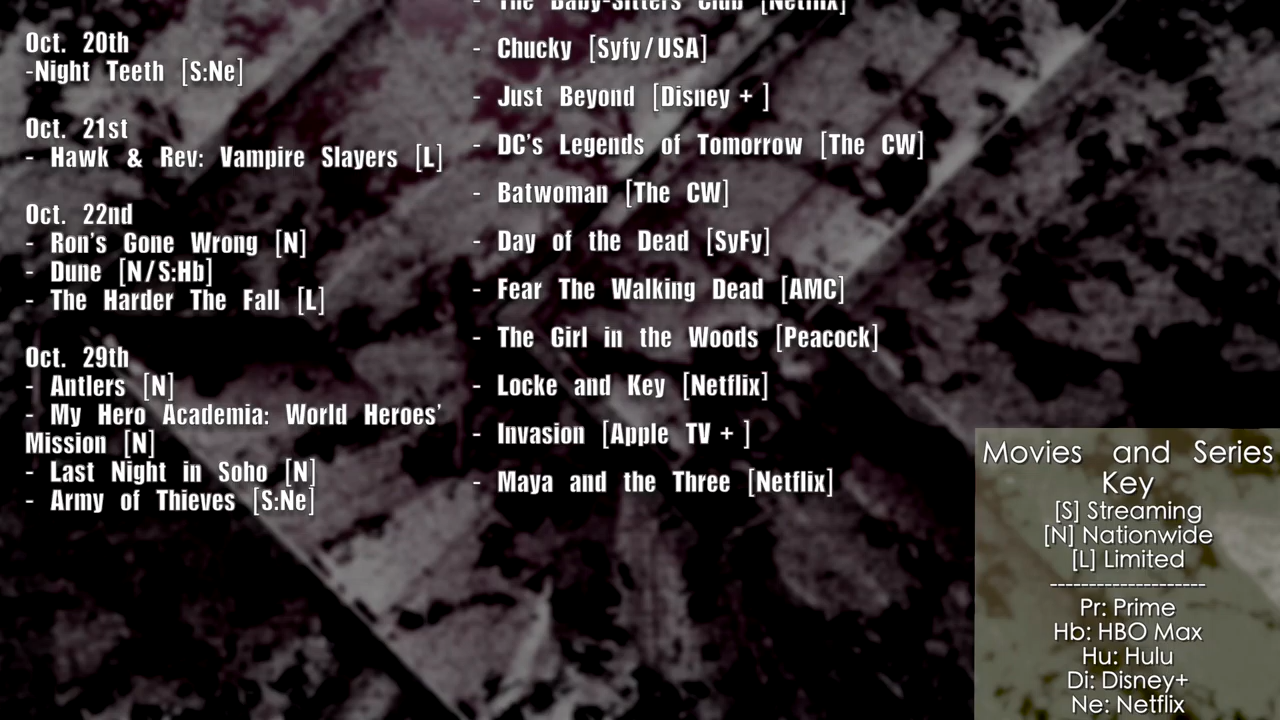 Oct. 20th
-Night Teeth [S:Ne]
Oct. 21st
- Hawk & Rev: Vampire Slayers [L]
Oct. 22nd
- Ron's Gone Wrong [N]
- Dune [N/S:Hb]
- The Harder The Fall [L]
Oct. 29th
- Antlers [N]
- My Hero Academia: World Heroes'
Mission [N]
- Last Night in Soho [N]
- Army of Thieves [S:Ne]
- The Baby-Sitters Club [Netflix]
- Chucky [Syfy/USA]
- Just Beyond [Disney + ]
- DC's Legends of Tomorrow [The CW]
- Batwoman [The CW]
- Day of the Dead [SyFy]
- Fear The Walking Dead [AMC]
- The Girl in the Woods [Peacock]
- Locke and Key [Netflix]
- Invasion [Apple TV + ]
- Maya and the Three [Netflix]
Movies and Series
Key
[S] Streaming
[N] Nationwide
[L] Limited
--------------------
Pr: Prime
Hb: HBO Max
Hu: Hulu
Di: Disney+
Ne: Netflix